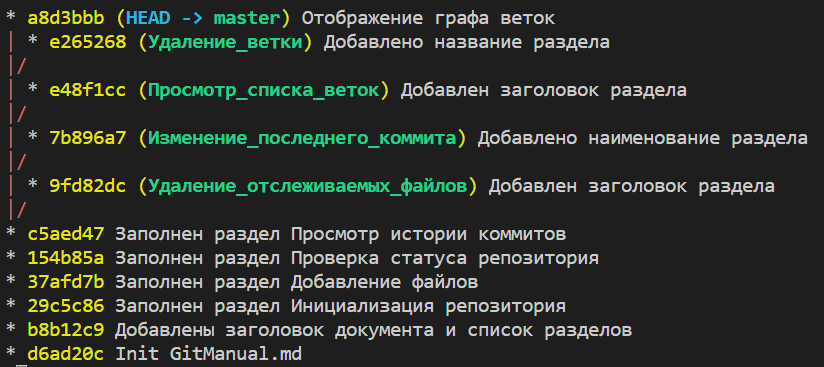 * a8d3bbb (HEAD -> master) Отображение графа веток
| * e265268 (Удаление_ветки) Добавлено название раздела
|/
| * e48f1cc (Просмотр_списка_веток) Добавлен заголовок раздела
|/
| * 7b896a7 (Изменение_последнего_коммита) Добавлено наименование раздела
|/
| * 9fd82dc (Удаление_отслеживаемых_файлов) Добавлен заголовок раздела
|/
* c5aed47 Заполнен раздел Просмотр истории коммитов
* 154b85a Заполнен раздел Проверка статуса репозитория
* 37afd7b Заполнен раздел Добавление файлов
* 29c5c86 Заполнен раздел Инициализация репозитория
* b8b12c9 Добавлены заголовок документа и список разделов
* d6ad20c Init GitManual.md